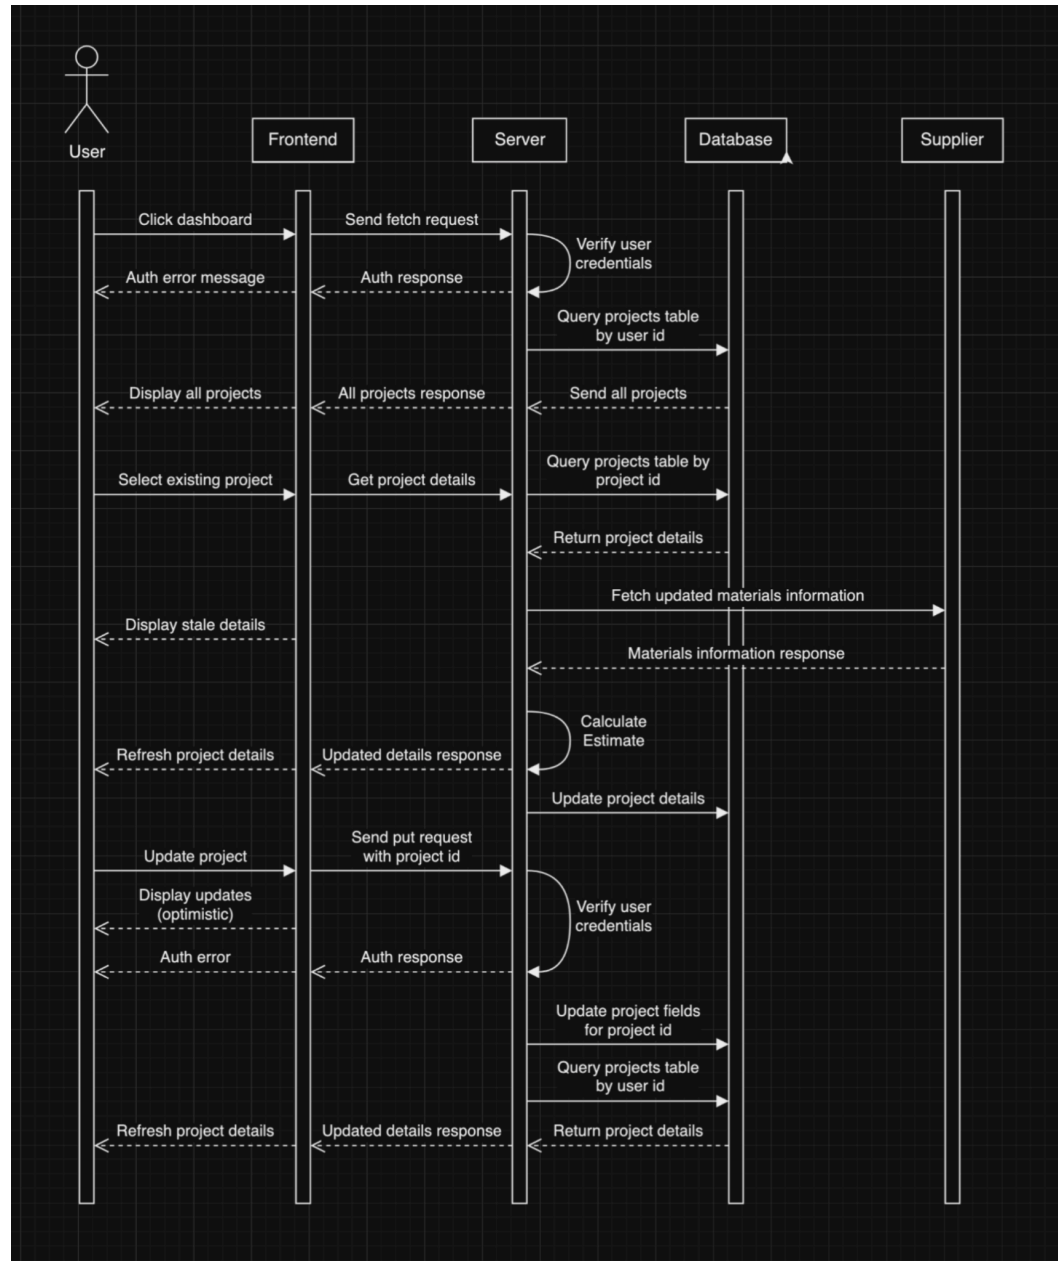 User
Frontend
Server
Database
Supplier
Click dashboard
Send fetch request
Verify user
credentials
Auth error message
Auth response
Query projects table
by user id
Display all projects
All projects response
Send all projects
Select existing project
Get project details
Query projects table by
project id
Return project details
Fetch updated materials information
Display stale details
Materials information response
Calculate
Estimate
Refresh project details
Updated details response
Update project details
Send put request
with project id
Update project
Display updates
(optimistic)
Verify user
credentials
Auth error
Auth response
Update project fields
for project id
Query projects table
by user id
Refresh project details
Updated details response
Return project details